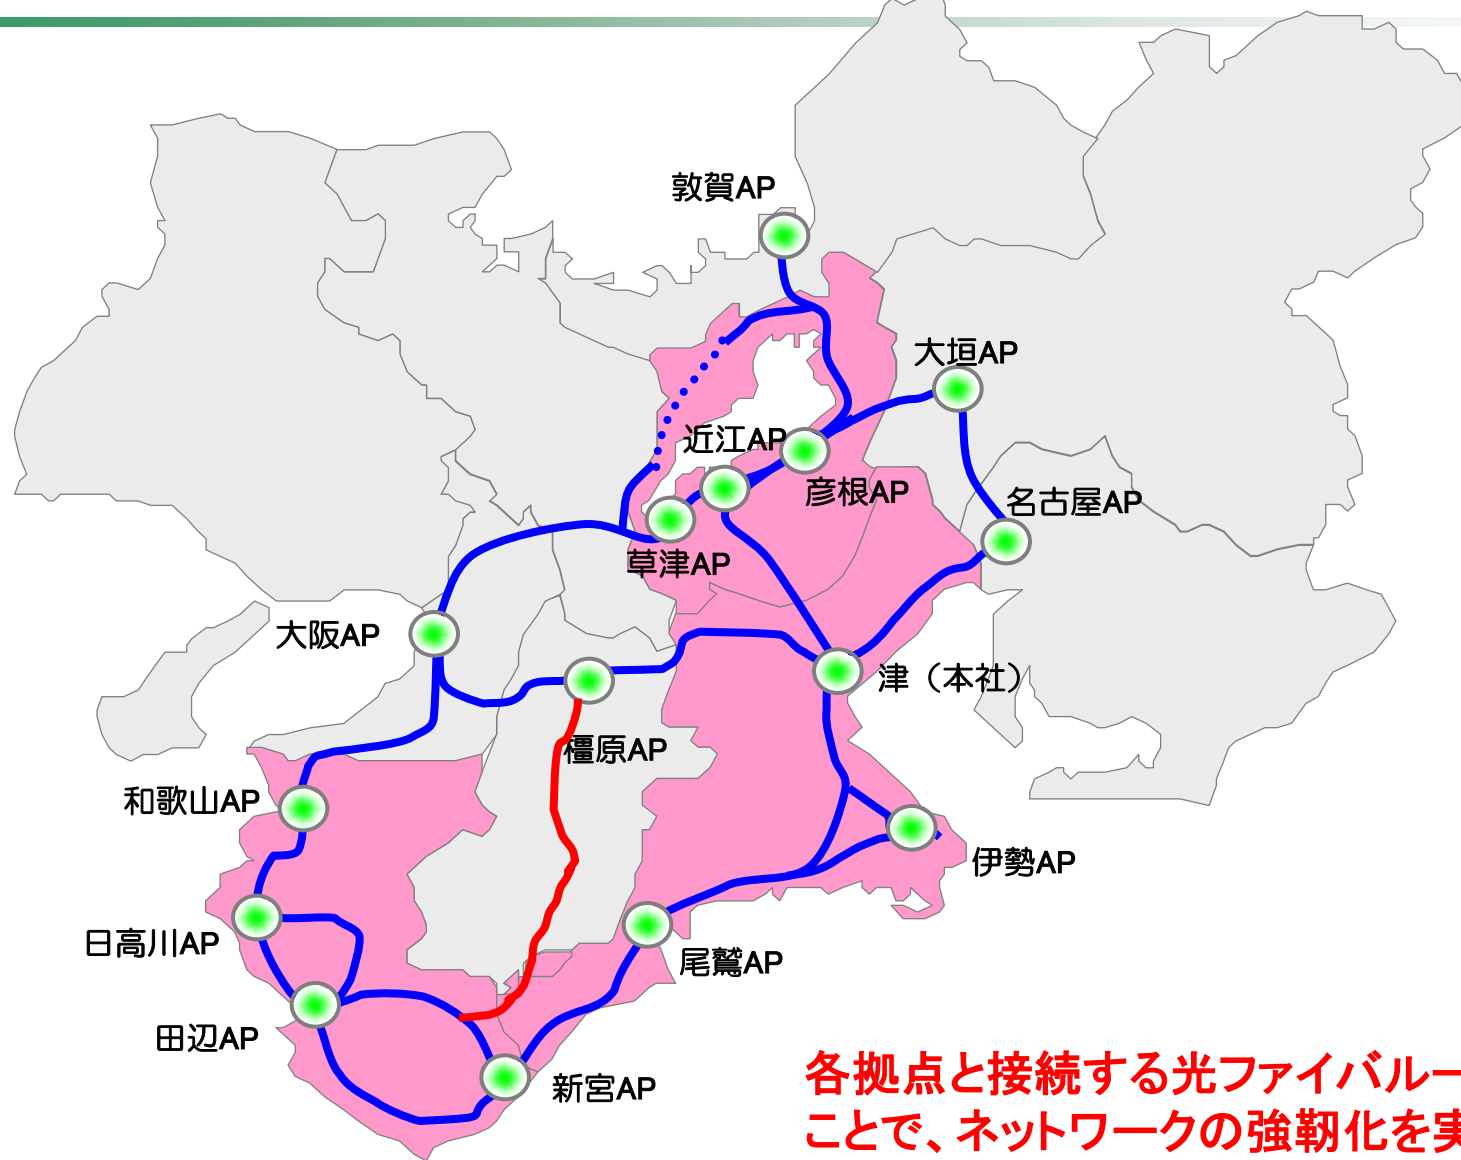 敦賀AP
大垣AP
近江AP
彦根AP
名古屋AP
草津AP
大阪AP
津（本社）
橿原AP
和歌山AP
伊勢AP
日高川AP
尾鷲AP
田辺AP
新宮AP
各拠点と接続する光ファイバルー
ことで、ネットワークの強靭化を実